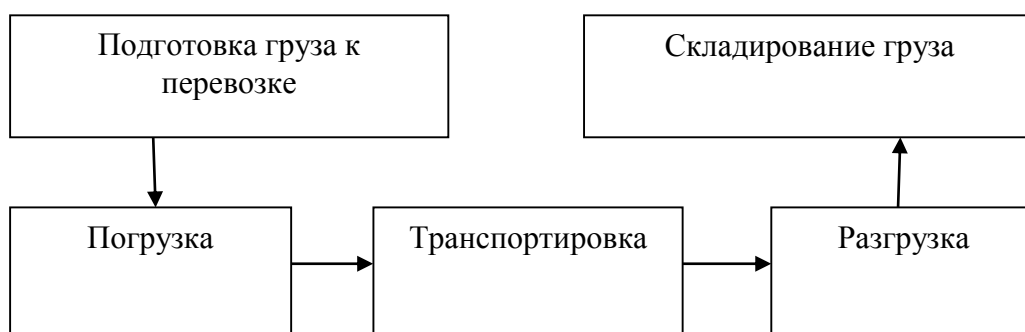 Подготовка груза к
перевозке
Складирование груза
Погрузка
Транспортировка
Разгрузка